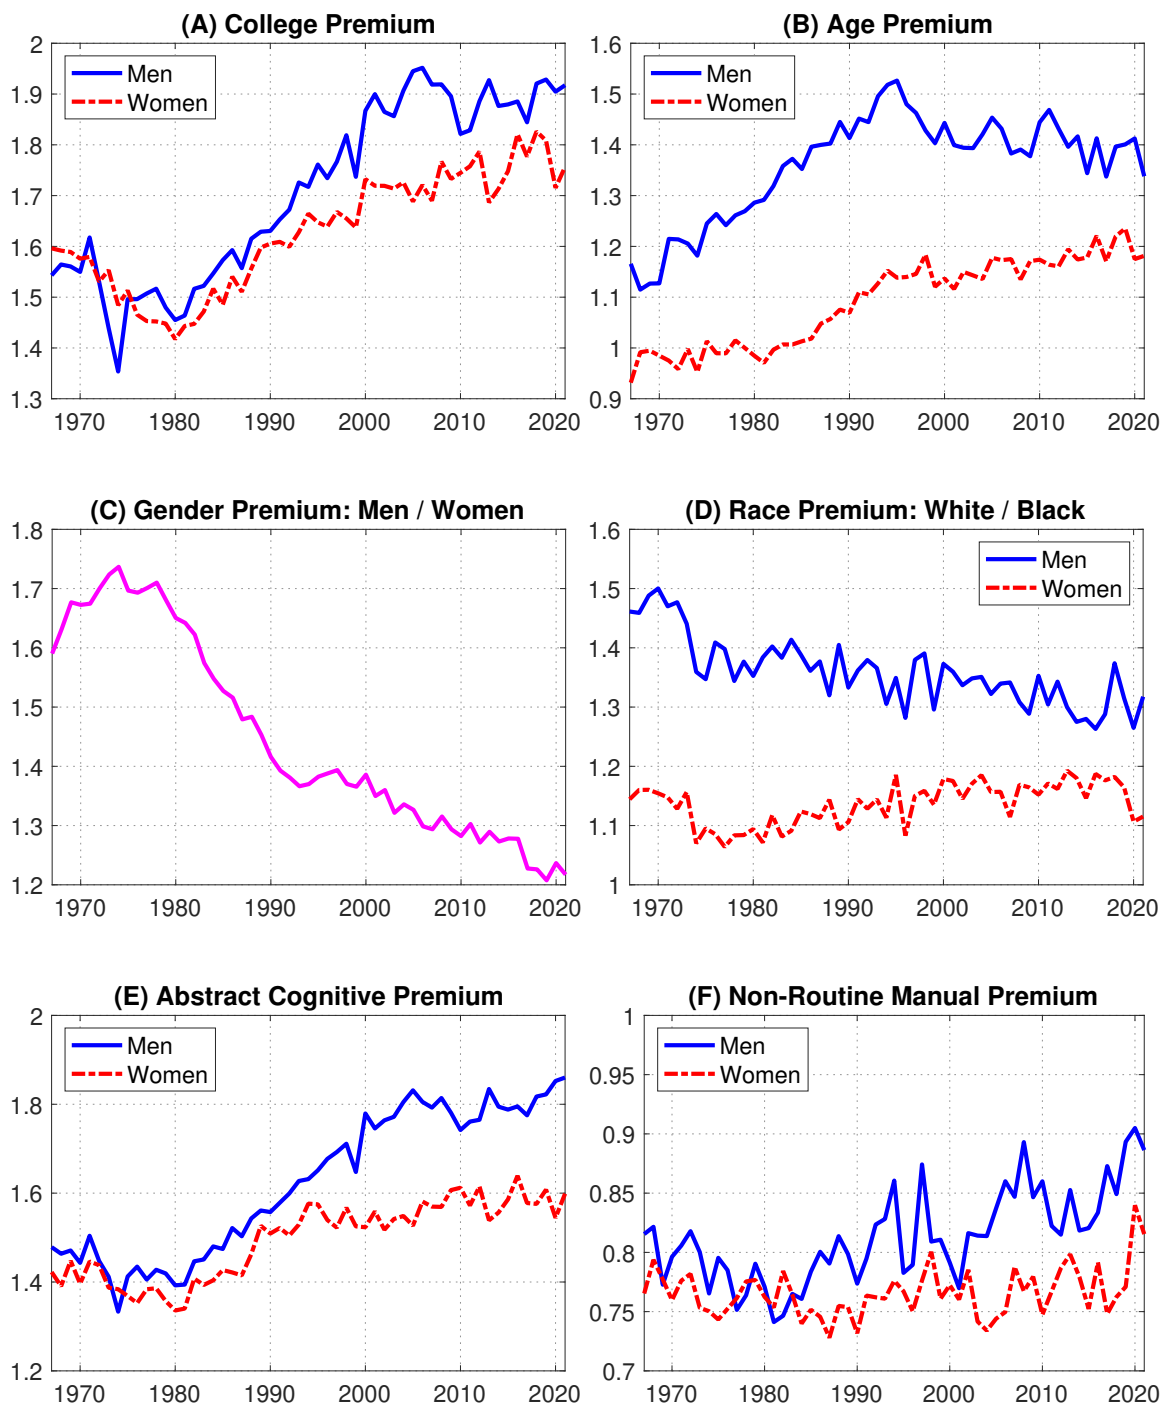 (A) College Premium
2
1.9
1.8
1.7
1.6
1.5
1.4
1.3
Men
Women
1970 1980 1990 2000 2010 2020
(B) Age Premium
1.6
1.5
1.4
1.3
1.2
1.1
1
0.9
Men
Women
1970 1980 1990 2000 2010 2020
(C) Gender Premium: Men / Women
1.8
1.7
1.6
1.5
1.4
1.3
1.2
1970 1980 1990 2000 2010 2020
(D) Race Premium: White / Black
1.6
1.5
1.4
1.3
1.2
1.1
1
Men
Women
1970 1980 1990 2000 2010 2020
(E) Abstract Cognitive Premium
2
1.8
1.6
1.4
1.2
Men
Women
1970 1980 1990 2000 2010 2020
(F) Non-Routine Manual Premium
1
0.95
0.9
0.85
0.8
0.75
0.7
Men
Women
1970 1980 1990 2000 2010 2020